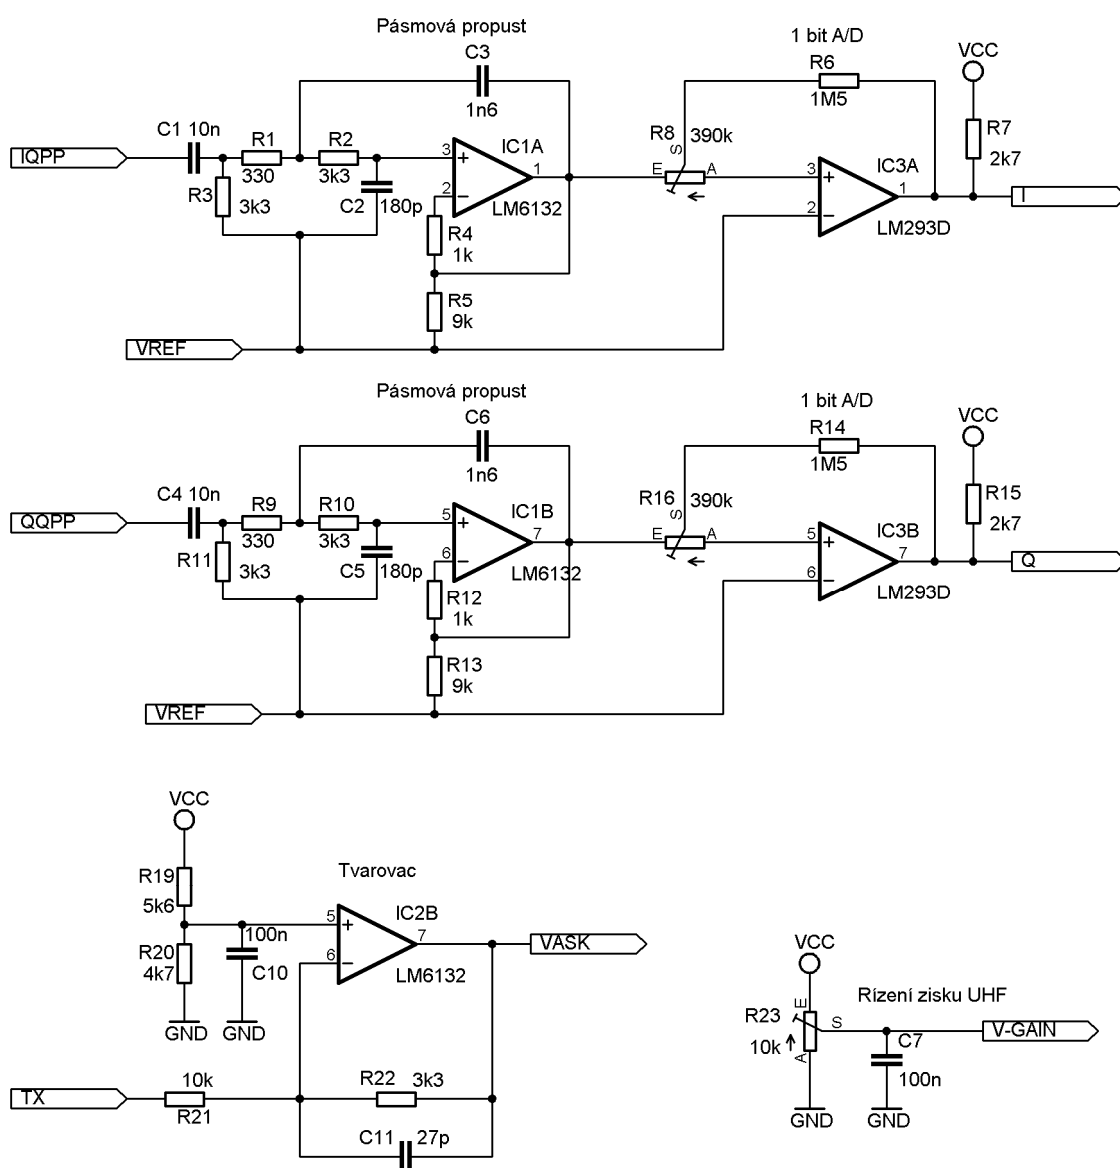 Pásmová propust
C3
1n6
1 bit A/D
R6
1M5
VCC
R7
2k7
IQPP
C1 10n
R1
330
R2
3k3
R3
3k3
C2
180p
3
2
+
−
1
IC1A
LM6132
R4
1k
R5
9k
R8
390k
S
E
A
3
2
+
−
1
IC3A
LM293D
I
VREF
Pásmová propust
C6
1n6
1 bit A/D
R14
1M5
VCC
R15
2k7
QQPP
C4 10n
R9
330
R10
3k3
R11
3k3
C5
180p
5
6
+
−
7
IC1B
LM6132
R12
1k
R13
9k
R16
390k
S
E
A
5
6
+
−
7
IC3B
LM293D
Q
VREF
VCC
R19
5k6
R20
4k7
GND
100n
C10
GND
Tvarovac
5
6
+
−
7
IC2B
LM6132
VASK
TX
10k
R21
R22
3k3
C11
27p
VCC
R23
10k
E
S
A
GND
Rízení zisku UHF
C7
100n
GND
V-GAIN